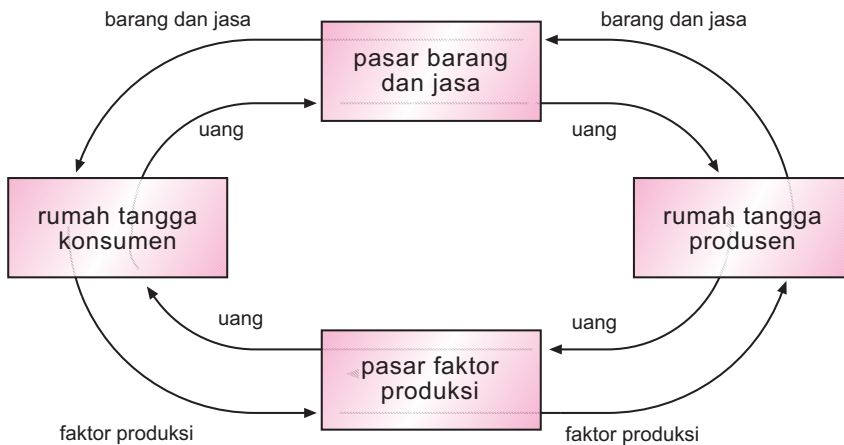 barang dan jasa
barang dan jasa
pasar barang
dan jasa
uang
uang
rumah tangga
konsumen
rumah tangga
produsen
uang
uang
pasar faktor
produksi
faktor produksi
faktor produksi